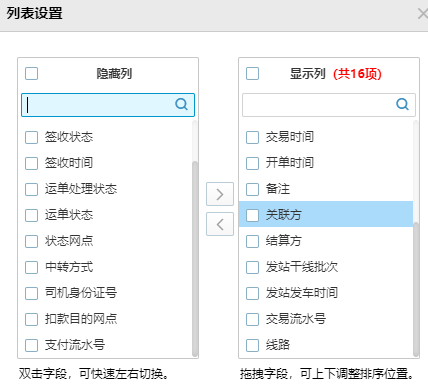 列表设置
隐藏列
签收状态
签收时间
运单处理状态
运单状态
状态网点
中转方式
司机身份证号
扣款目的网点
支付流水号
双击字段，可快速左右切换。
显示列 (共16项)
交易时间
开单时间
备注
关联方
结算方
发站干线批次
发站发车时间
交易流水号
线路
拖拽字段，可上下调整排序位置。